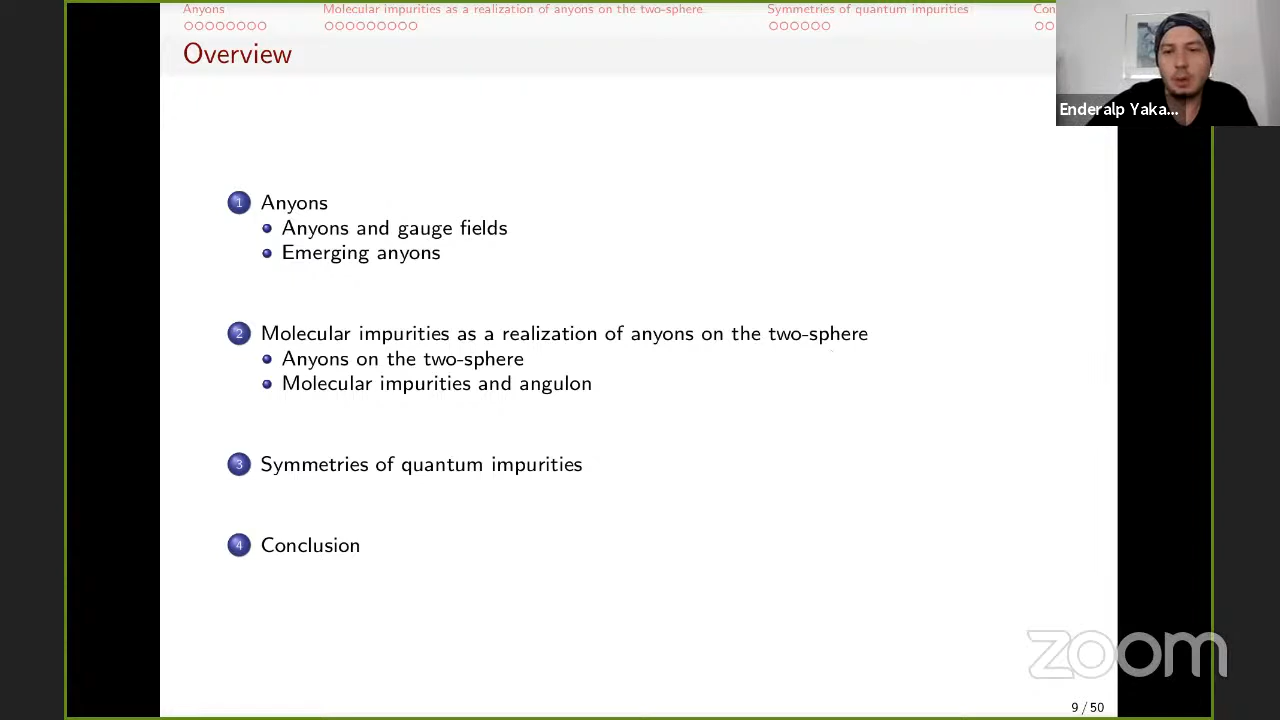 Anyons Molecular impurities as a realization of anyons on the two-sphere Symmetries of quantum impurities Con
Overview
Enderalp Yaka...
1 Anyons
Anyons and gauge fields
Emerging anyons
2 Molecular impurities as a realization of anyons on the two-sphere
Anyons on the two-sphere
Molecular impurities and angulon
3 Symmetries of quantum impurities
4 Conclusion
zoom
9 / 50